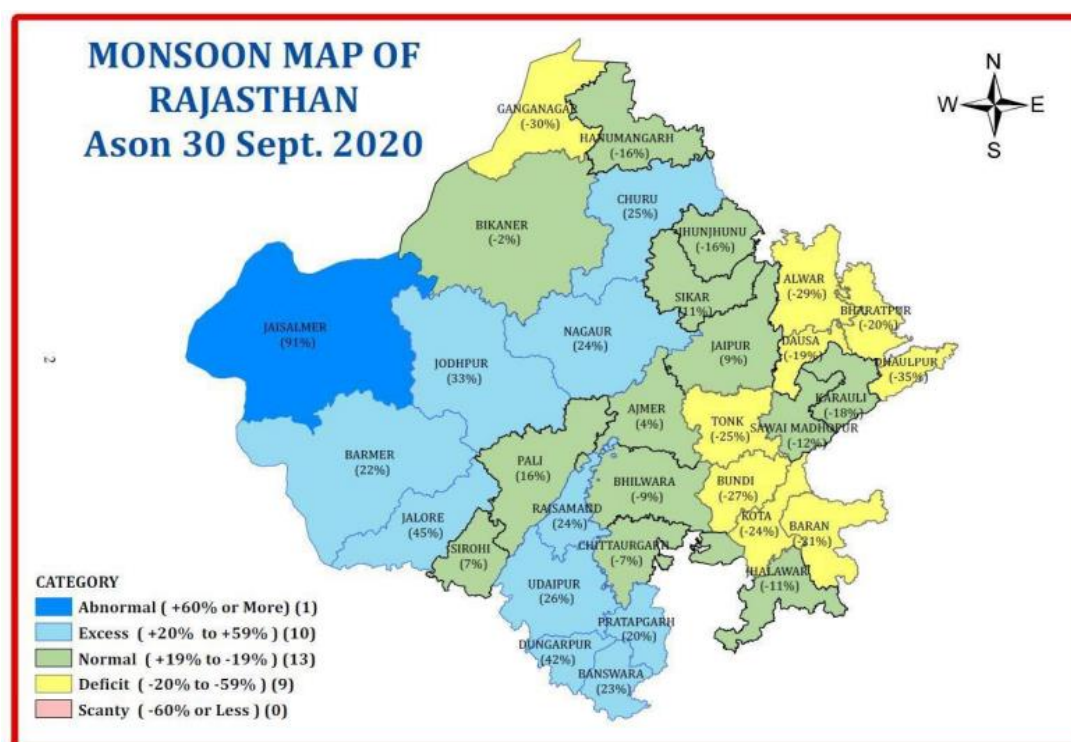 MONSOON MAP OF
RAJASTHAN
Ason 30 Sept. 2020
N
W
E
S
GANGANAGAR
(-30%)
HANUMANGARH
(-16%)
CHURU
(25%)
BIKANER
(-2%)
JHUNJHUNU
(-16%)
ALWAR
(-29%)
BHARATPUR
(-20%)
SIKAR
(11%)
JAISALMER
(91%)
NAGAUR
(24%)
JAIPUR
(9%)
DAUSA
(-19%)
DHAULPUR
(-35%)
2
JODHPUR
(33%)
KARAULI
(-18%)
AJMER
(4%)
TONK
(-25%)
SAWAI MADHOPUR
(-12%)
BARMER
(22%)
PALI
(16%)
BHILWARA
(-9%)
BUNDI
(-27%)
RAJSAMAND
(24%)
KOTA
(-24%)
BARAN
(-21%)
JALORE
(45%)
SIROHI
(7%)
CHITTAURGARH
(-7%)
JHALAWAR
(-11%)
UDAIPUR
(26%)
PRATAPGARH
(20%)
DUNGARPUR
(42%)
BANSWARA
(23%)
CATEGORY
Abnormal ( +60% or More) (1)
Excess ( +20% to +59% ) (10)
Normal ( +19% to -19% ) (13)
Deficit ( -20% to -59% ) (9)
Scanty ( -60% or Less ) (0)